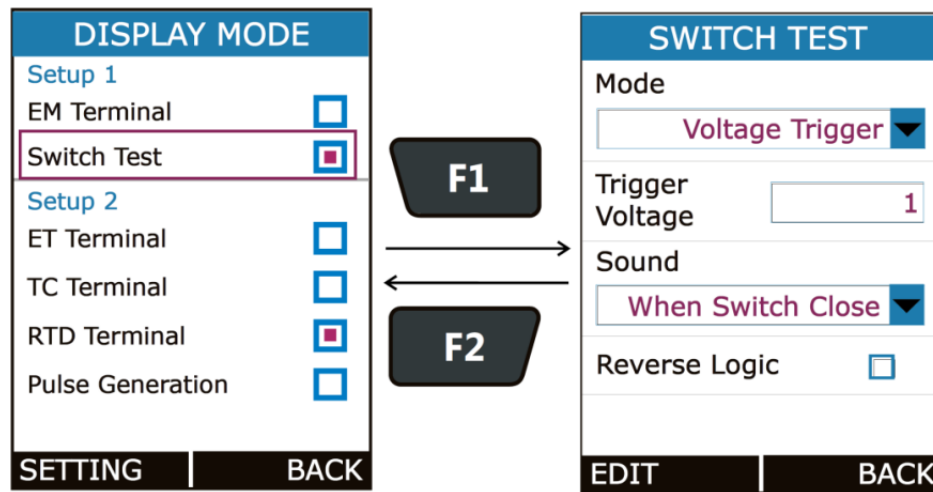 DISPLAY MODE
Setup 1
EM Terminal
Switch Test
Setup 2
ET Terminal
TC Terminal
RTD Terminal
Pulse Generation
SETTING BACK
F1
F2
SWITCH TEST
Mode
Voltage Trigger
Trigger
Voltage
1
Sound
When Switch Close
Reverse Logic
EDIT BACK